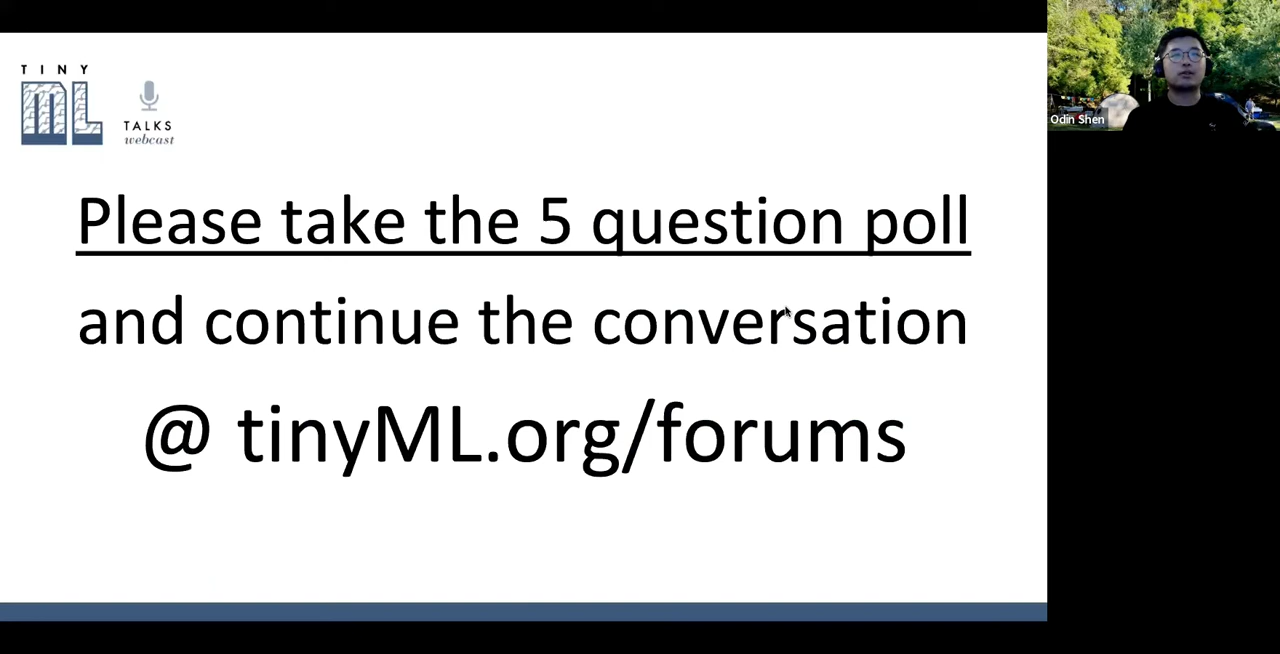 TINY
mL
TALKS
webcast
Please take the 5 question poll
and continue the conversation
@ tinyML.org/forums
Odin Shen